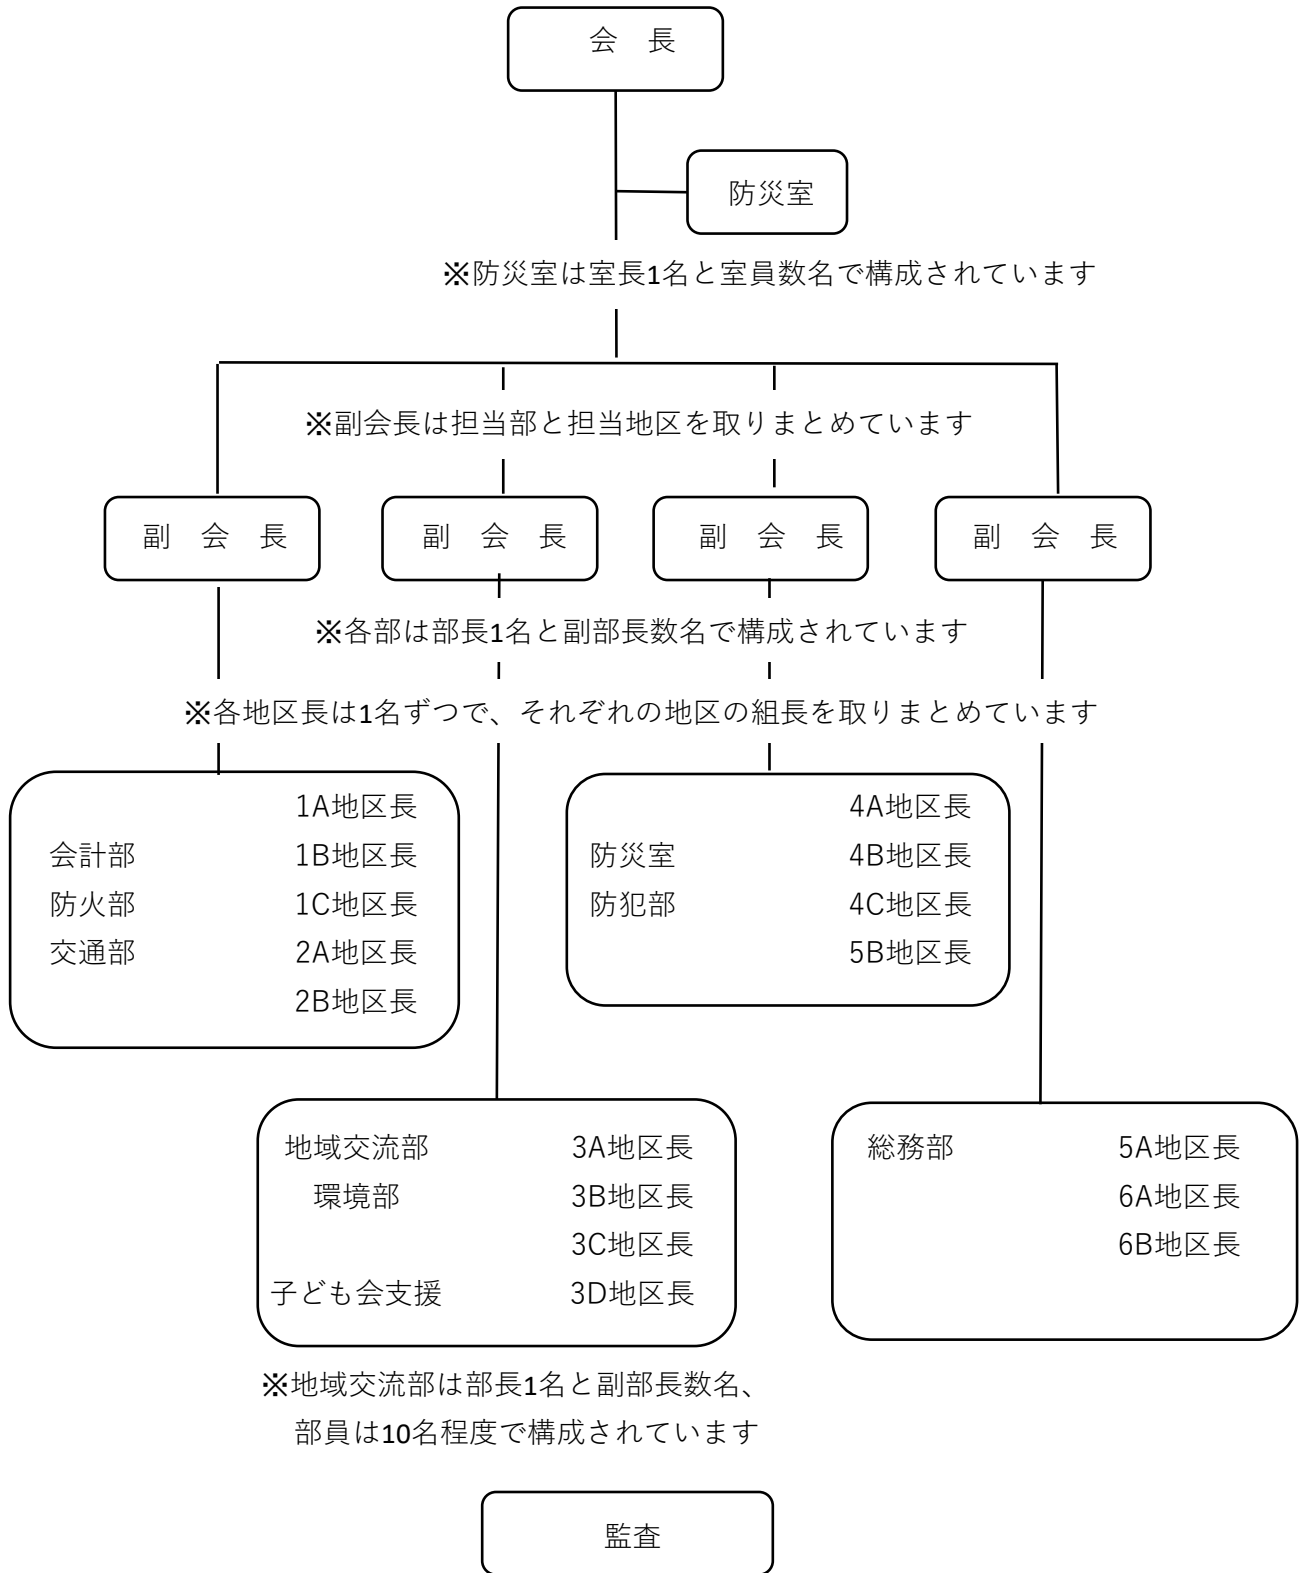 会　長
防災室
※防災室は室長1名と室員数名で構成されています
※副会長は担当部と担当地区を取りまとめています
副　会　長
副　会　長
副　会　長
副　会　長
※各部は部長1名と副部長数名で構成されています
※各地区長は1名ずつで、それぞれの地区の組長を取りまとめています
1A地区長
会計部　1B地区長
防火部　1C地区長
交通部　2A地区長
2B地区長
4A地区長
防災室　4B地区長
防犯部　4C地区長
5B地区長
地域交流部　3A地区長
環境部　3B地区長
3C地区長
子ども会支援　3D地区長
総務部　5A地区長
6A地区長
6B地区長
※地域交流部は部長1名と副部長数名、
部員は10名程度で構成されています
監査